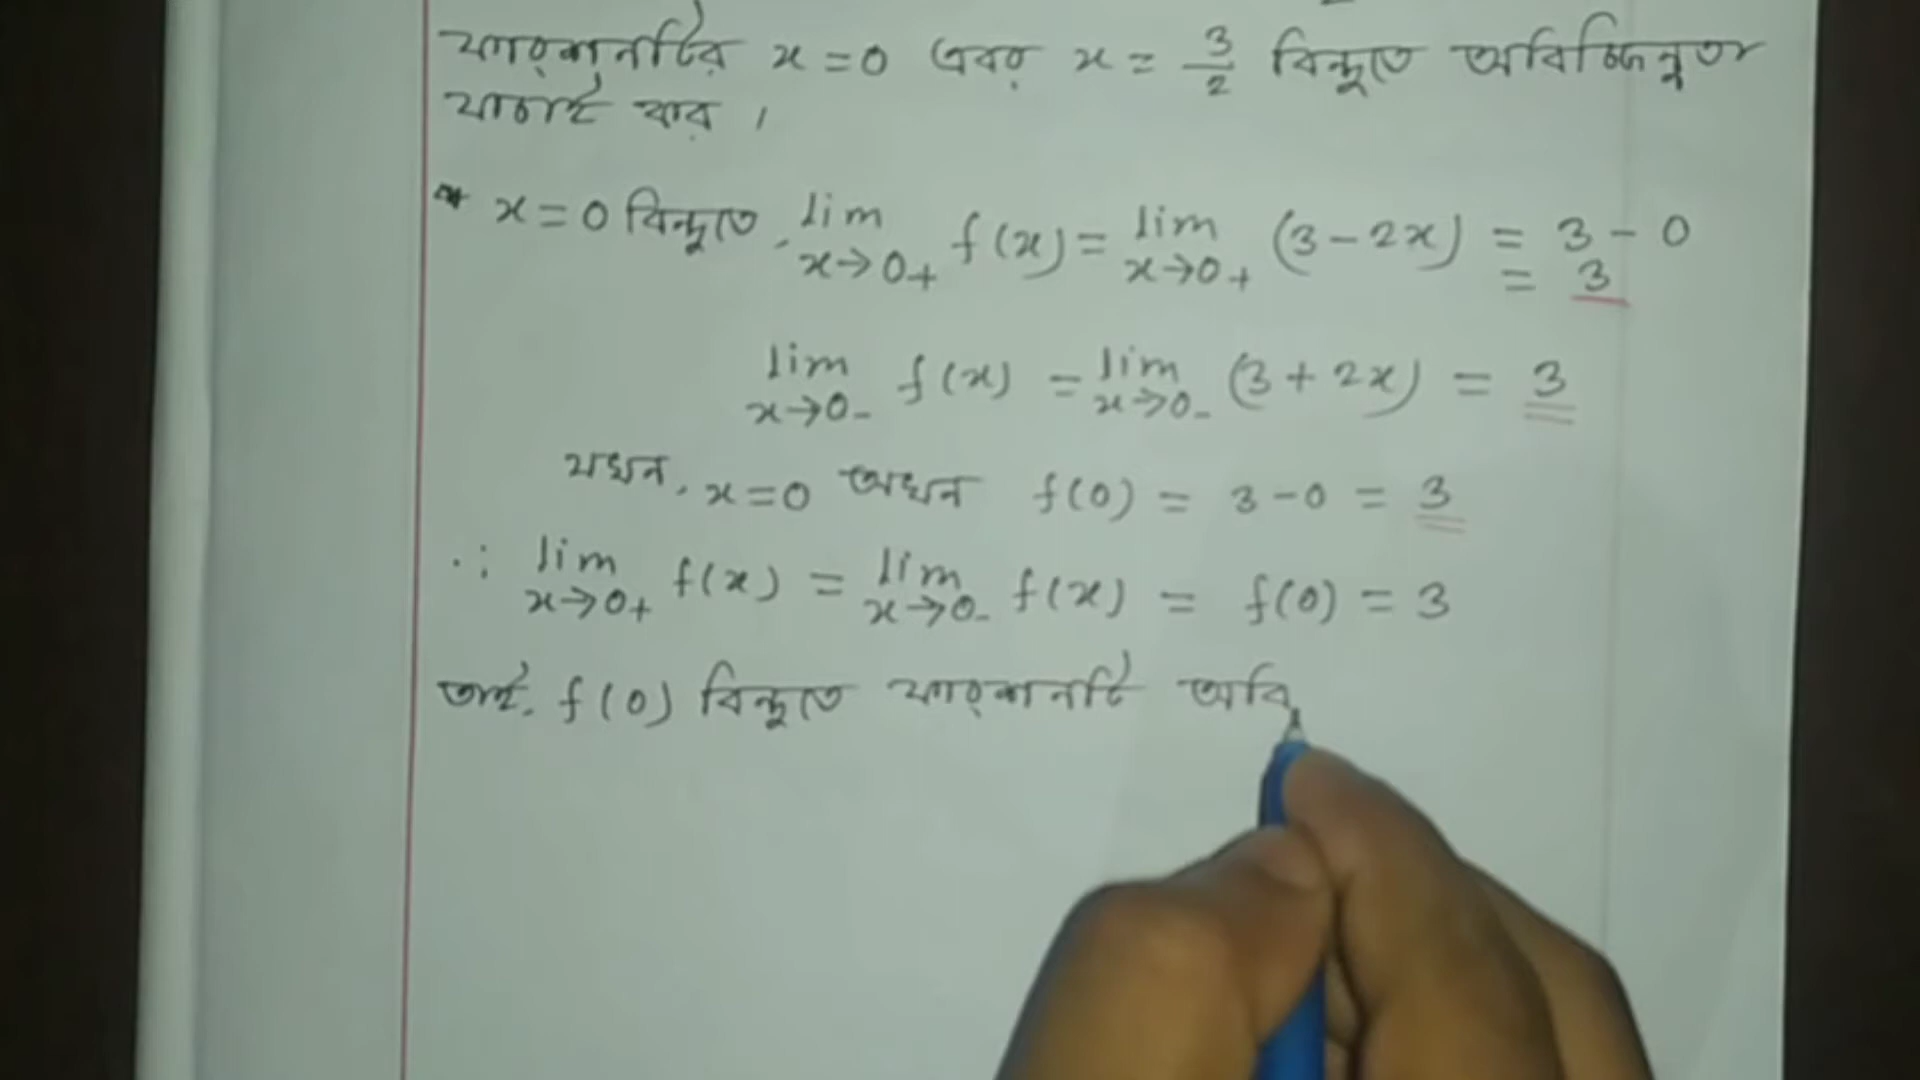 ফাংশনটির x = 0 এবং x = 3/2 বিন্দুতে অবিচ্ছিন্নতা
যাচাই কর ।
* x = 0 বিন্দুতে, lim x→0+ f(x) = lim x→0+ (3 - 2x) = 3 - 0
= 3
lim x→0- f(x) = lim x→0- (3 + 2x) = 3
যখন, x = 0 তখন f(0) = 3 - 0 = 3
∴ lim x→0+ f(x) = lim x→0- f(x) = f(0) = 3
তাই, f(0) বিন্দুতে ফাংশনটি অবি